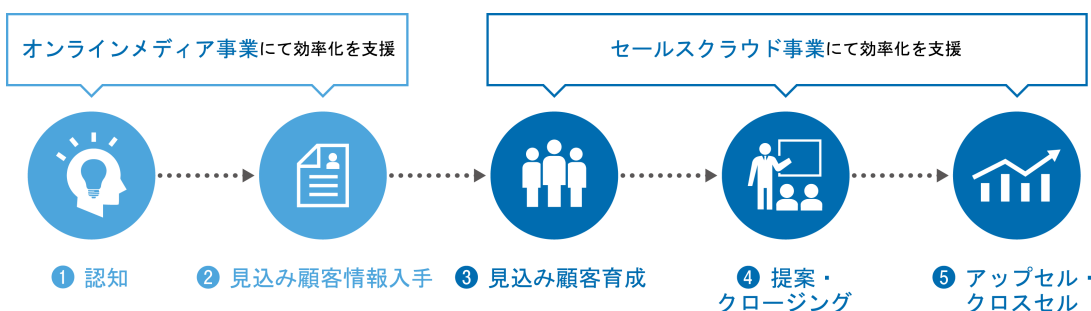 オンラインメディア事業にて効率化を支援
セールスクラウド事業にて効率化を支援
❶ 認知
❷ 見込み顧客情報入手
❸ 見込み顧客育成
❹ 提案・
クロージング
❺ アップセル・
クロスセル